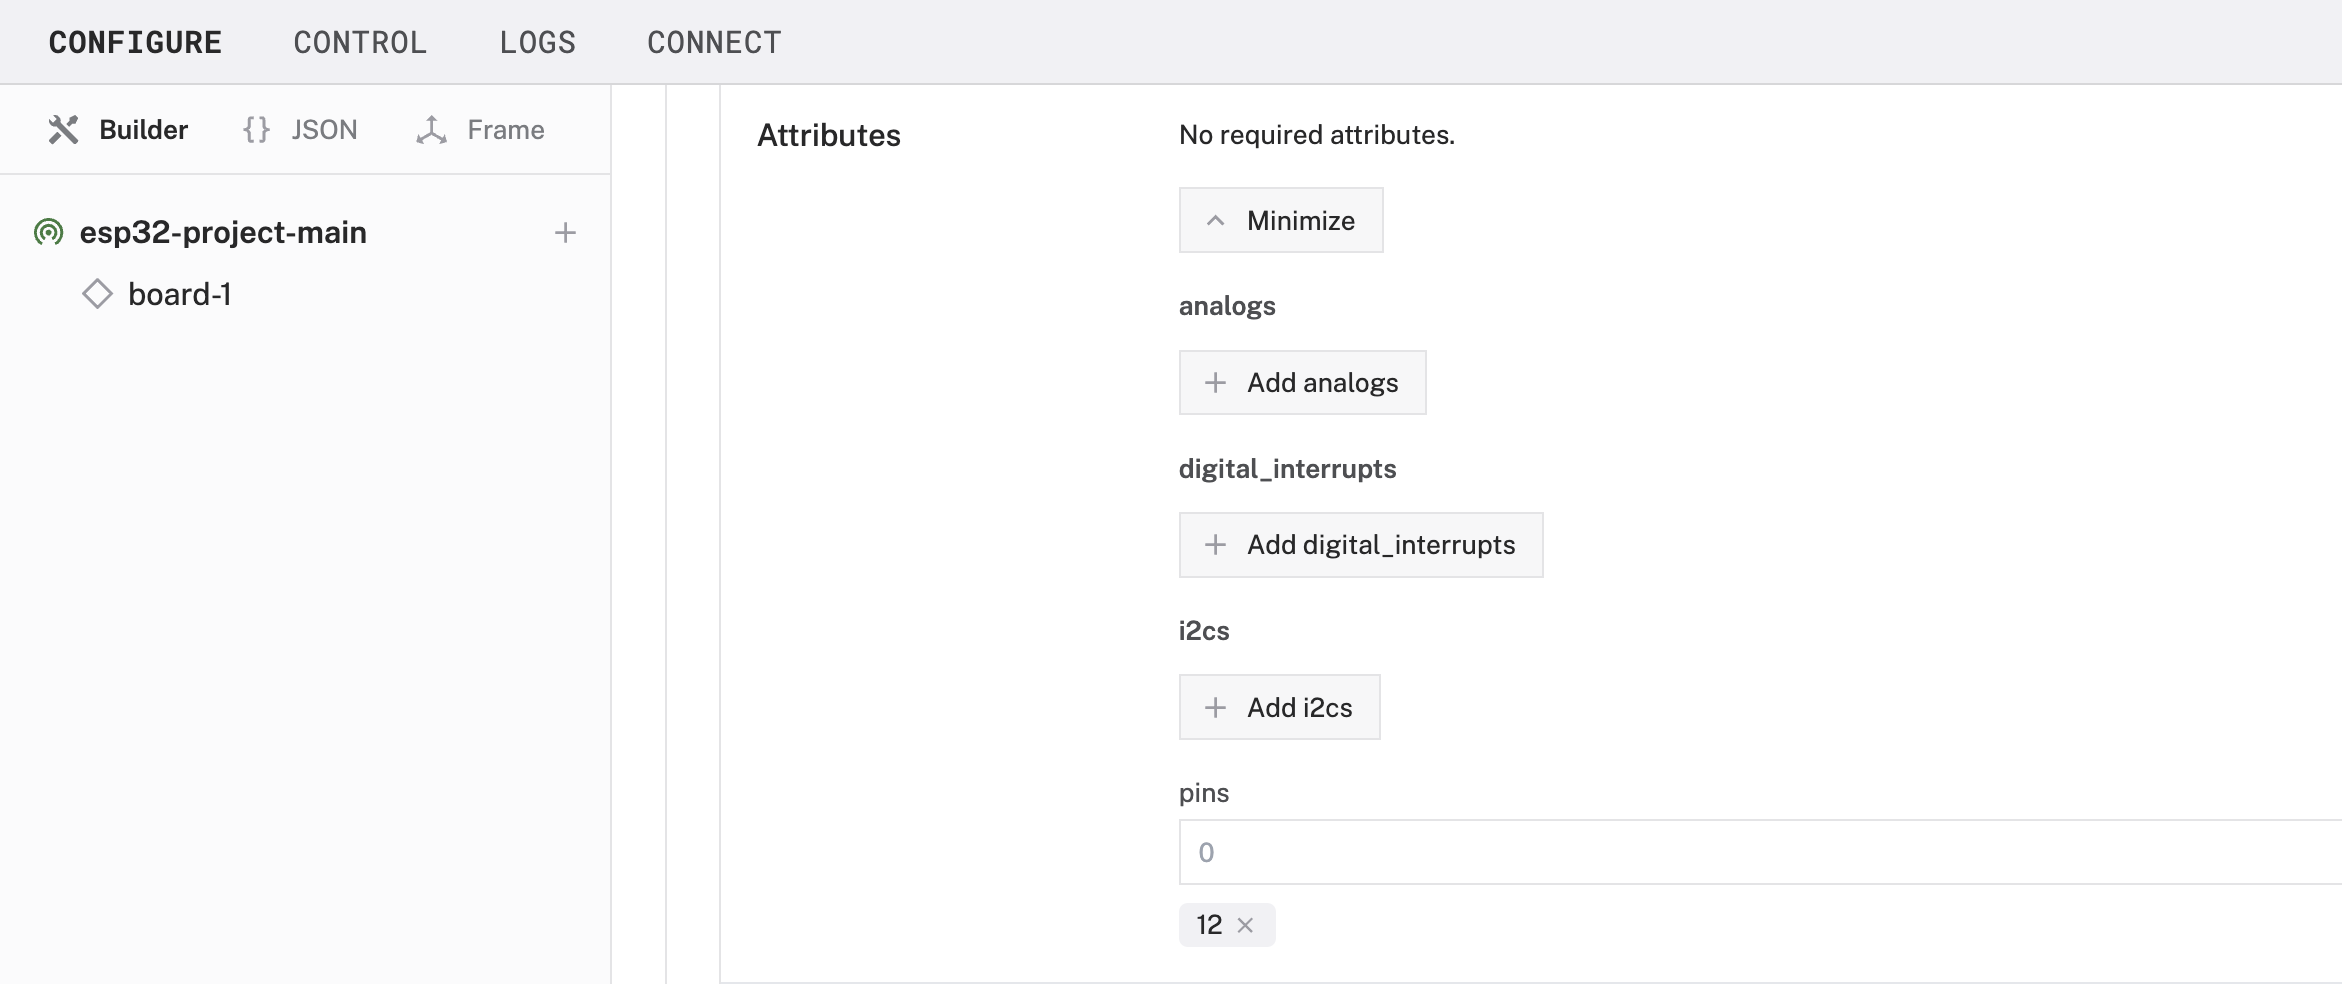 CONFIGURE CONTROL LOGS CONNECT
Builder JSON Frame
esp32-project-main
board-1
Attributes
No required attributes.
Minimize
analogs
Add analogs
digital_interrupts
Add digital_interrupts
i2cs
Add i2cs
pins
0
12